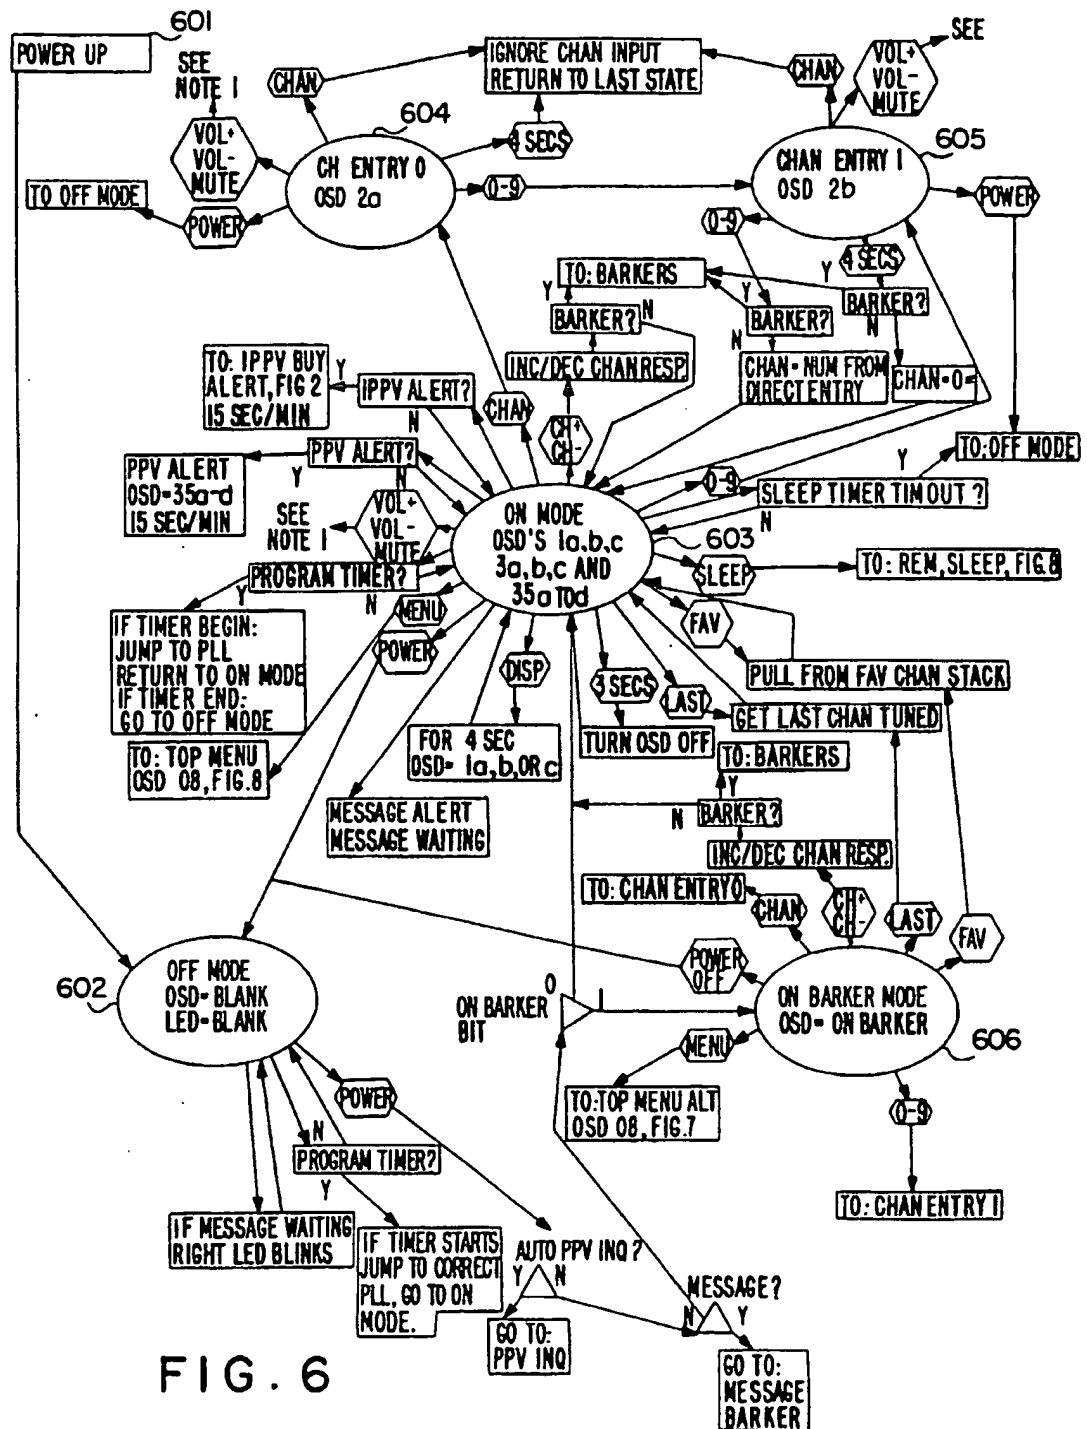 601
POWER UP
SEE
NOTE 1
CHAN
IGNORE CHAN INPUT
RETURN TO LAST STATE
CHAN
VOL+
VOL-
MUTE
SEE
604
VOL+
VOL-
MUTE
CH ENTRY 0
OSD 2a
4 SECS
0-9
CHAN ENTRY 1
OSD 2b
605
TO OFF MODE
POWER
POWER
0-9
4 SECS
TO: BARKERS
Y
Y
Y
N
BARKER?
BARKER?
BARKER?
N
N
INC/DEC CHAN RESP.
CHAN=NUM FROM
DIRECT ENTRY
CHAN=0=
TO: IPPV BUY
ALERT, FIG 2
15 SEC/MIN
Y
IPPV ALERT?
N
CHAN
CH+
CH-
TO:OFF MODE
Y
PPV ALERT
OSD=35a-d
15 SEC/MIN
Y
PPV ALERT?
N
0-9
SLEEP TIMER TIMOUT ?
N
SEE
NOTE 1
VOL+
VOL-
MUTE
ON MODE
OSD'S 1a,b,c
3a,b,c AND
35a TOd
603
SLEEP
TO: REM, SLEEP, FIG.8
PROGRAM TIMER?
Y
N
MENU
FAV
POWER
IF TIMER BEGIN:
JUMP TO PLL
RETURN TO ON MODE
IF TIMER END:
GO TO OFF MODE
DISP
3 SECS
LAST
PULL FROM FAV CHAN STACK
GET LAST CHAN TUNED
TO: TOP MENU
OSD 08, FIG.8
FOR 4 SEC
OSD= 1a,b,OR c
TURN OSD OFF
TO:BARKERS
Y
MESSAGE ALERT
MESSAGE WAITING
N
BARKER?
INC/DEC CHAN RESP.
TO: CHAN ENTRY 0
CHAN
CH+
CH-
LAST
FAV
602
OFF MODE
OSD=BLANK
LED=BLANK
POWER
OFF
0
1
ON BARKER
BIT
ON BARKER MODE
OSD= ON BARKER
606
MENU
POWER
TO:TOP MENU ALT
OSD 08, FIG.7
0-9
N
PROGRAM TIMER?
Y
TO: CHAN ENTRY 1
IF MESSAGE WAITING
RIGHT LED BLINKS
IF TIMER STARTS
JUMP TO CORRECT
PLL, GO TO ON
MODE.
AUTO PPV INQ ?
Y
N
MESSAGE?
N
Y
GO TO:
PPV INQ
GO TO:
MESSAGE
BARKER
FIG. 6